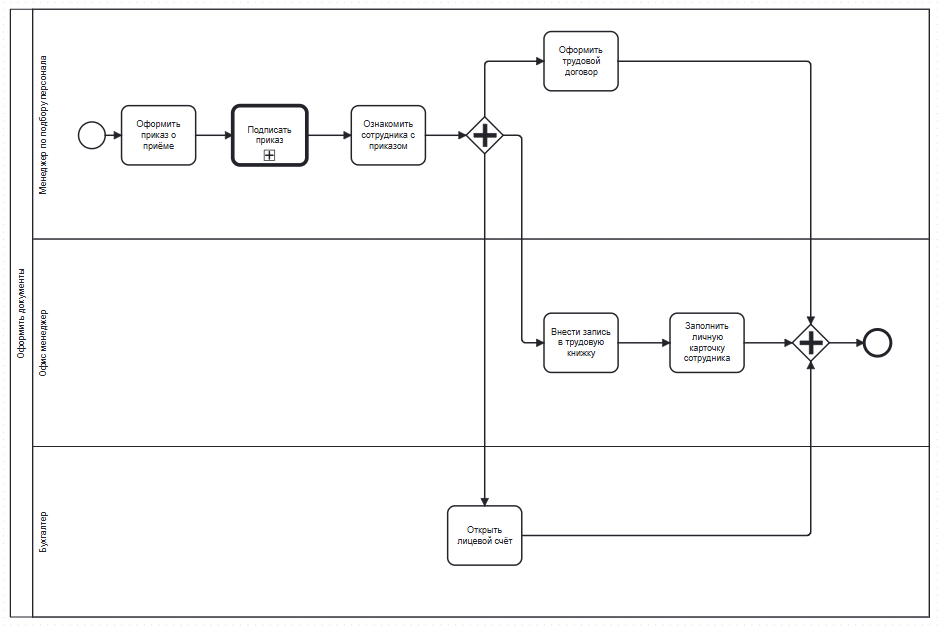 Оформить документы
Менеджер по подбору персонала
Оформить
приказ о
приёме
Подписать
приказ
Ознакомить
сотрудника с
приказом
Оформить
трудовой
договор
Офис менеджер
Внести запись
в трудовую
книжку
Заполнить
личную
карточку
сотрудника
Бухгалтер
Открыть
лицевой счёт